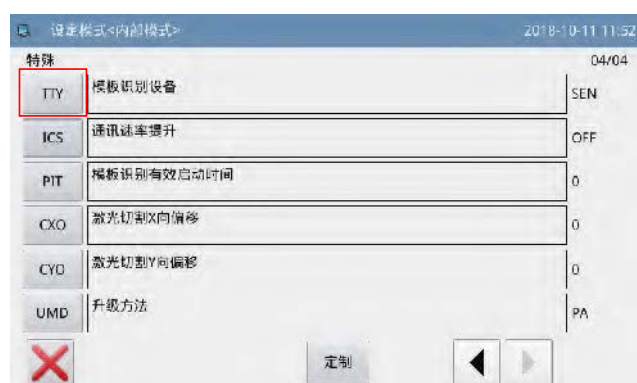 设定模式<内部模式> 2018-10-11 11:52
特殊 04/04
TTY 模板识别设备 SEN
ICS 通讯速率提升 OFF
PIT 模板识别有效启动时间 0
CXO 激光切割X向偏移 0
CYO 激光切割Y向偏移 0
UMD 升级方法 PA
定制